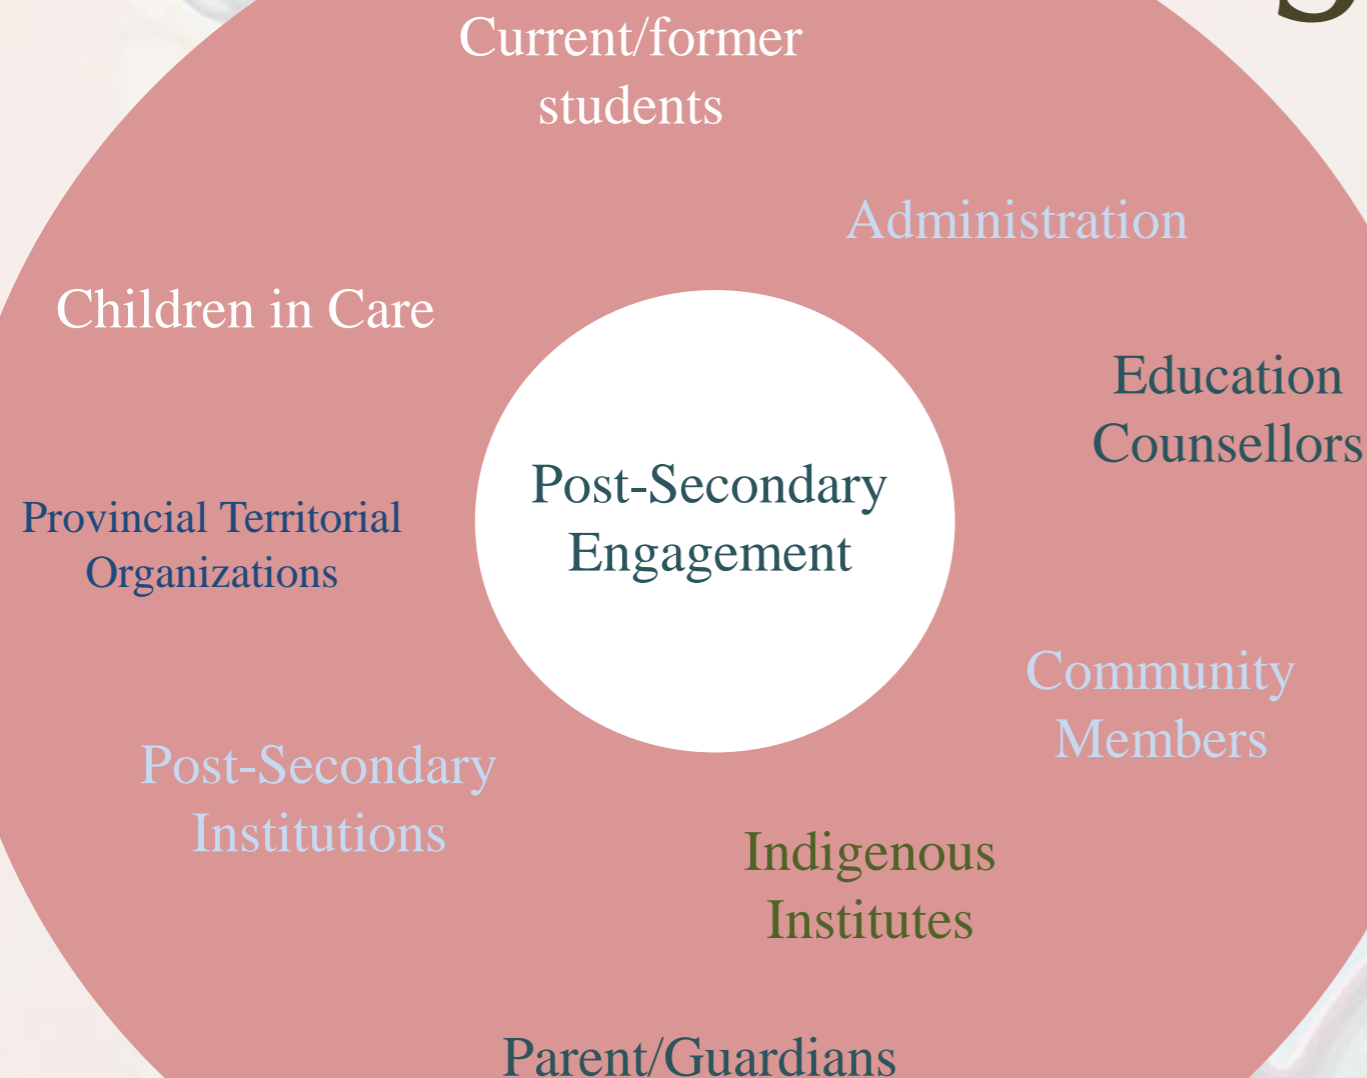 Current/former
students
Administration
Children in Care
Education
Counsellors
Post-Secondary
Engagement
Provincial Territorial
Organizations
Community
Members
Post-Secondary
Institutions
Indigenous
Institutes
Parent/Guardians